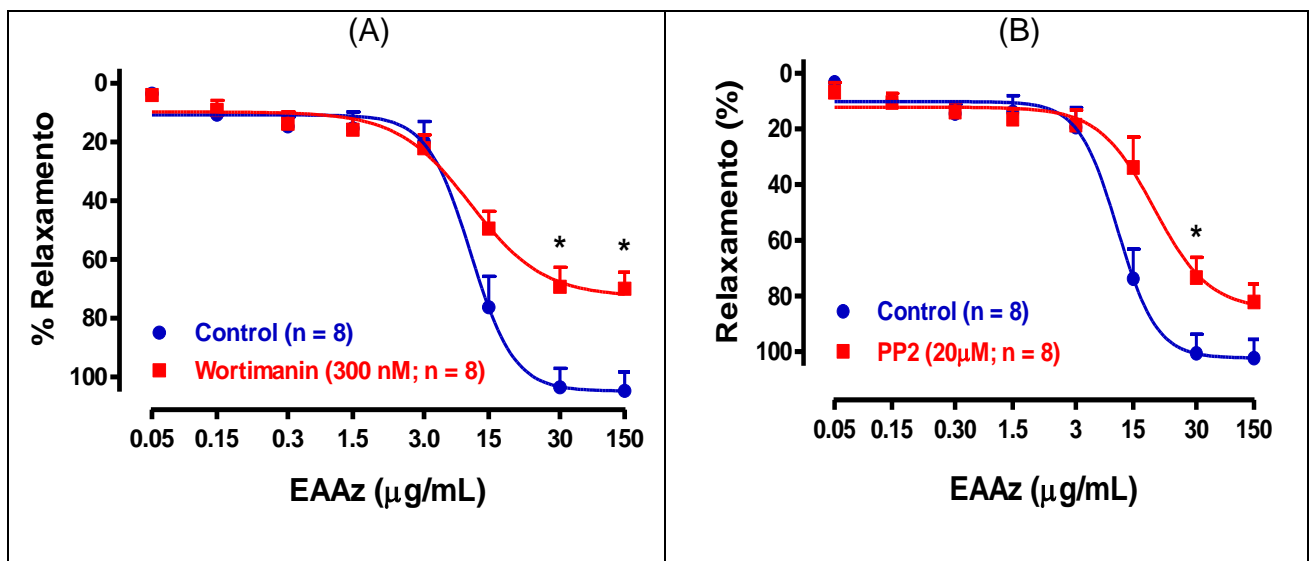 (A)
% Relaxamento
0
20
40
60
80
100
*
*
Control (n = 8)
Wortimanin (300 nM; n = 8)
0.05 0.15 0.3 1.5 3.0 15 30 150
EAAz (μg/mL)
(B)
Relaxamento (%)
0
20
40
60
80
100
*
Control (n = 8)
PP2 (20μM; n = 8)
0.05 0.15 0.30 1.5 3 15 30 150
EAAz (μg/mL)